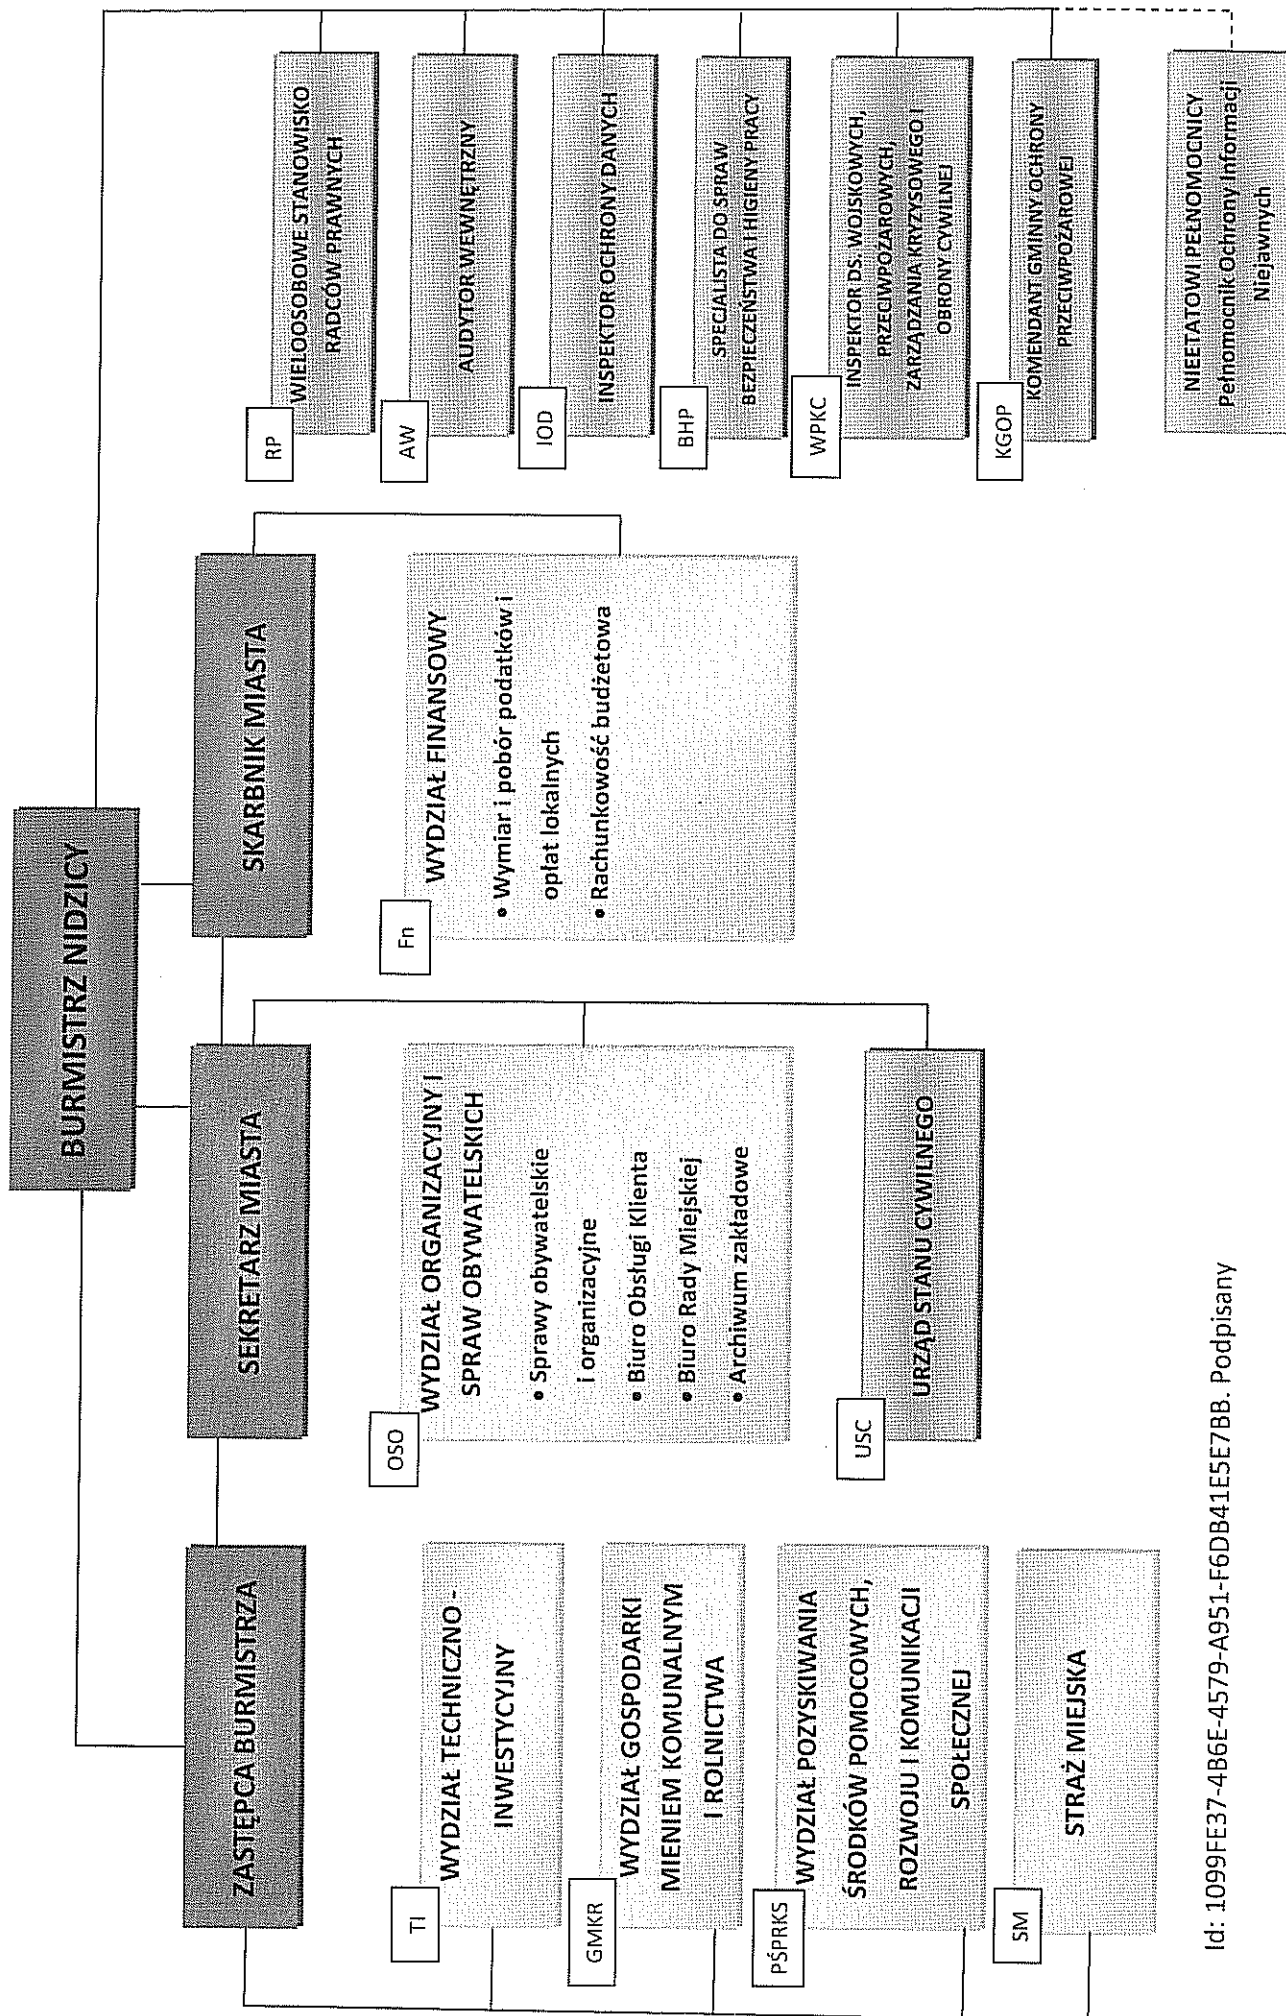 BURMISTRZ NIDZICY
ZASTĘPCA BURMISTRZA
SEKRETARZ MIASTA
SKARBNIK MIASTA
TI
WYDZIAŁ TECHNICZNO -
INWESTYCYJNY
GMKR
WYDZIAŁ GOSPODARKI
MIENIEM KOMUNALNYM
I ROLNICTWA
PŚPRKS
WYDZIAŁ POZYSKIWANIA
ŚRODKÓW POMOCOWYCH,
ROZWOJU I KOMUNIKACJI
SPOŁECZNEJ
SM
STRAŻ MIEJSKA
OSO
WYDZIAŁ ORGANIZACYJNY I
SPRAW OBYWATELSKICH
• Sprawy obywatelskie
i organizacyjne
• Biuro Obsługi Klienta
• Biuro Rady Miejskiej
• Archiwum zakładowe
USC
URZĄD STANU CYWILNEGO
Fn
WYDZIAŁ FINANSOWY
• Wymiar i pobór podatków i
opłat lokalnych
• Rachunkowość budżetowa
RP
WIELOOSOBOWE STANOWISKO
RADCÓW PRAWNYCH
AW
AUDYTOR WEWNĘTRZNY
IOD
INSPEKTOR OCHRONY DANYCH
BHP
SPECJALISTA DO SPRAW
BEZPIECZEŃSTWA I HIGIENY PRACY
WPKC
INSPEKTOR DS. WOJSKOWYCH,
PRZECIWPOŻAROWYCH,
ZARZĄDZANIA KRYZYSOWEGO I
OBRONY CYWILNEJ
KGOP
KOMENDANT GMINNY OCHRONY
PRZECIWPOŻAROWEJ
NIEETATOWI PEŁNOMOCNICY
Pełnomocnik Ochrony Informacji
Niejawnych
Id: 1099FE37-4B6E-4579-A951-F6DB41E5E7BB. Podpisany